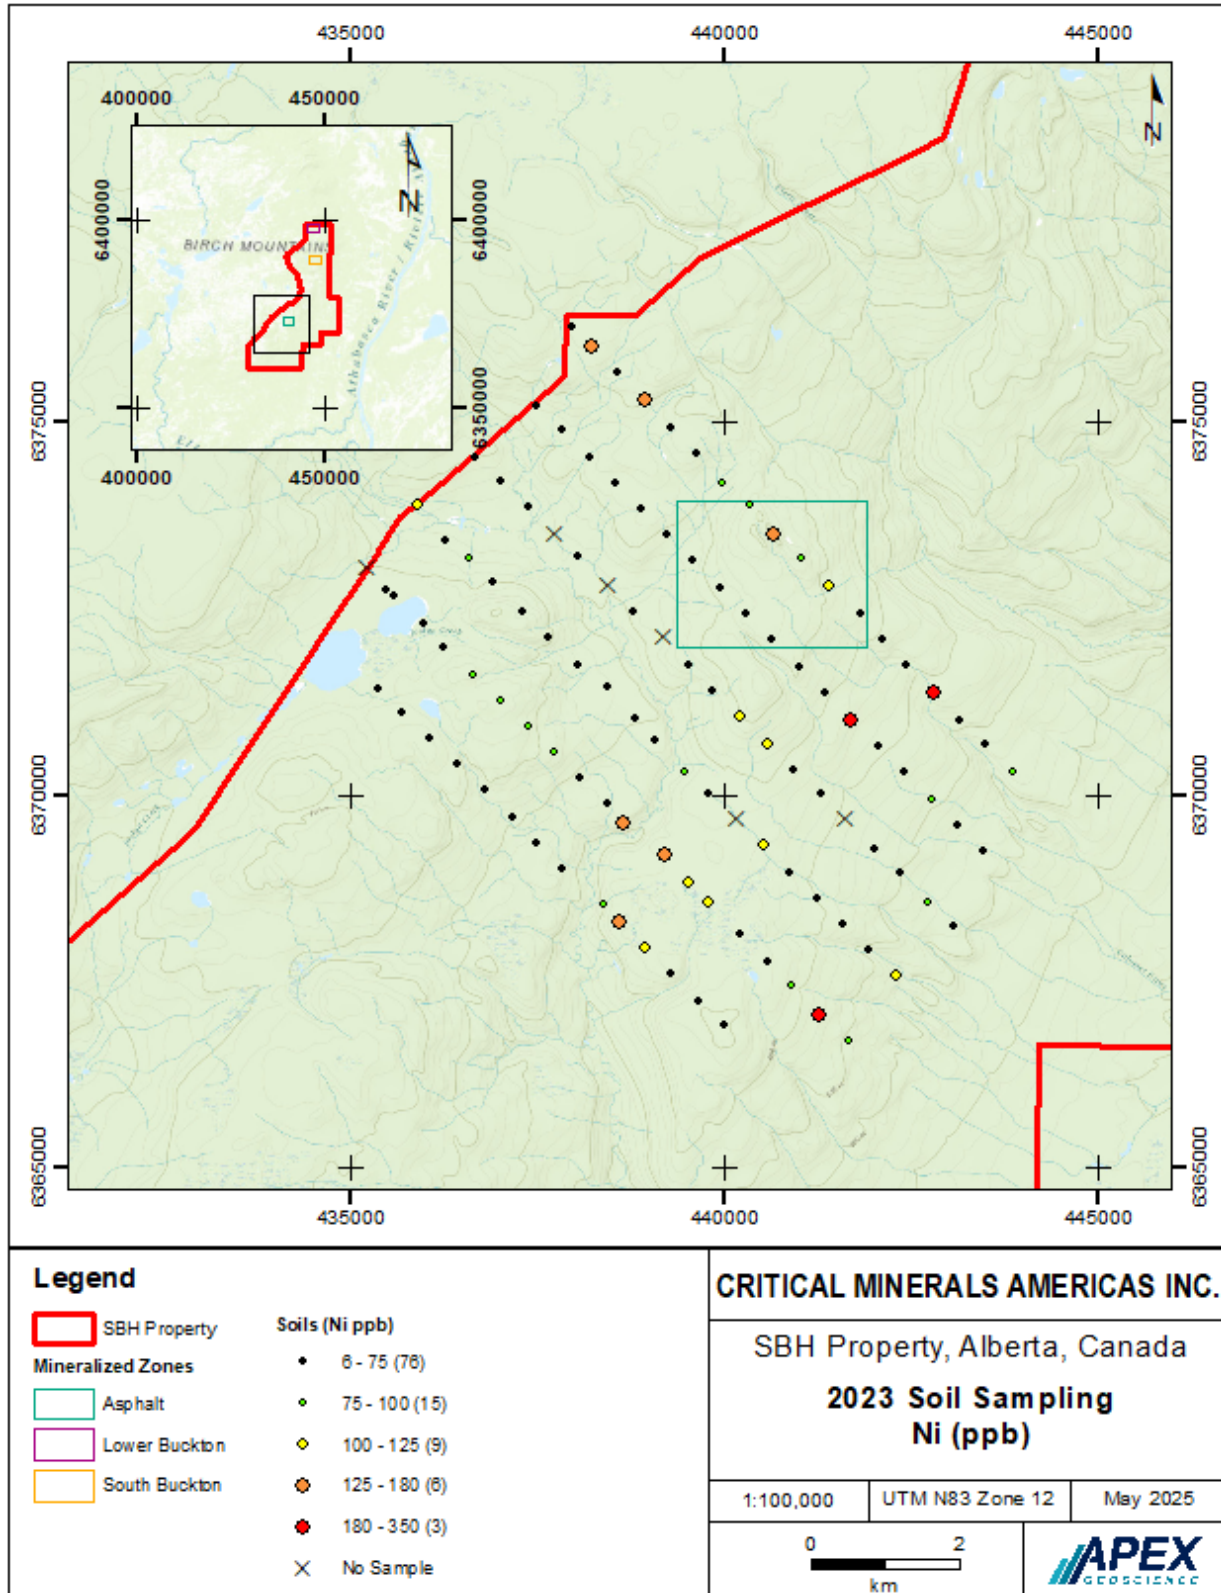 435000
440000
445000
400000
450000
6400000
6400000
BIRCH MOUNTAINS
Athabasca River / Rivière A
6350000
400000
450000
6375000
6375000
6370000
6370000
6365000
6365000
435000
440000
445000
Legend
SBH Property
Mineralized Zones
Asphalt
Lower Buckton
South Buckton
Soils (Ni ppb)
6 - 75 (76)
75 - 100 (15)
100 - 125 (9)
125 - 180 (6)
180 - 350 (3)
No Sample
CRITICAL MINERALS AMERICAS INC.
SBH Property, Alberta, Canada
2023 Soil Sampling
Ni (ppb)
1:100,000
UTM N83 Zone 12
May 2025
0 2
km
APEX
GEOSCIENCE
N
N